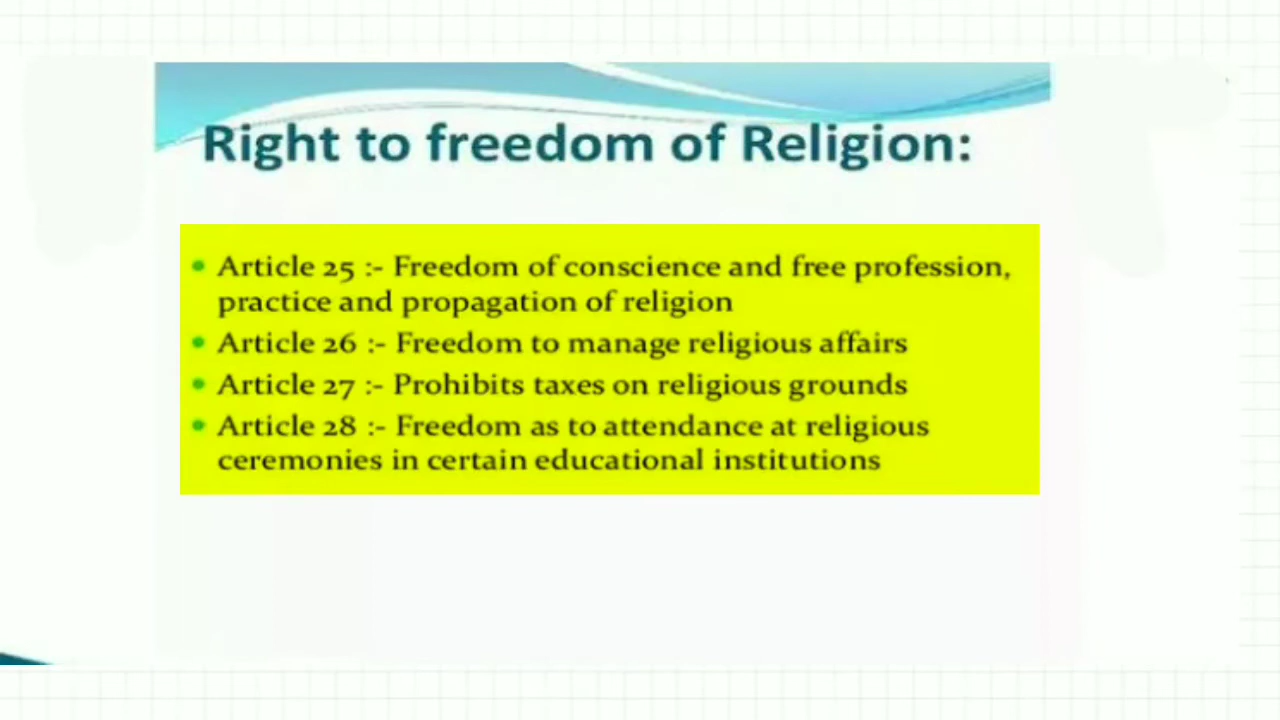 Right to freedom of Religion:
Article 25 :- Freedom of conscience and free profession,
practice and propagation of religion
Article 26 :- Freedom to manage religious affairs
Article 27 :- Prohibits taxes on religious grounds
Article 28 :- Freedom as to attendance at religious
ceremonies in certain educational institutions